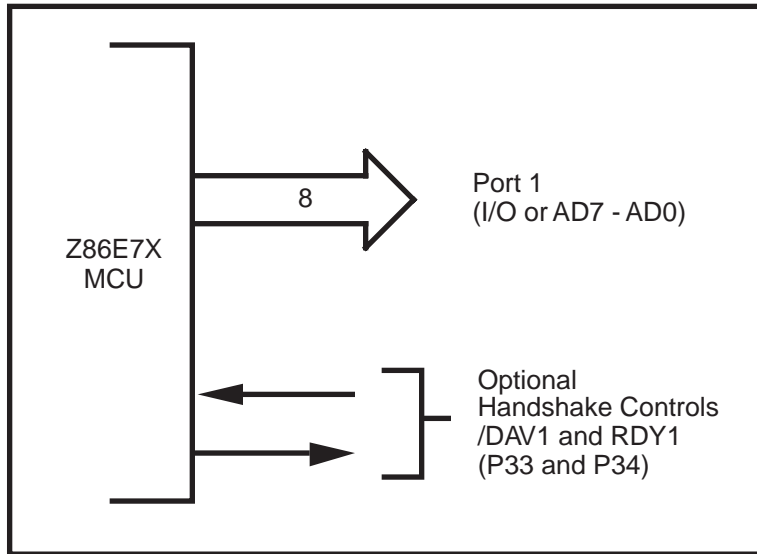 Z86E7X
MCU
8
Port 1
(I/O or AD7 - AD0)
Optional
Handshake Controls
/DAV1 and RDY1
(P33 and P34)